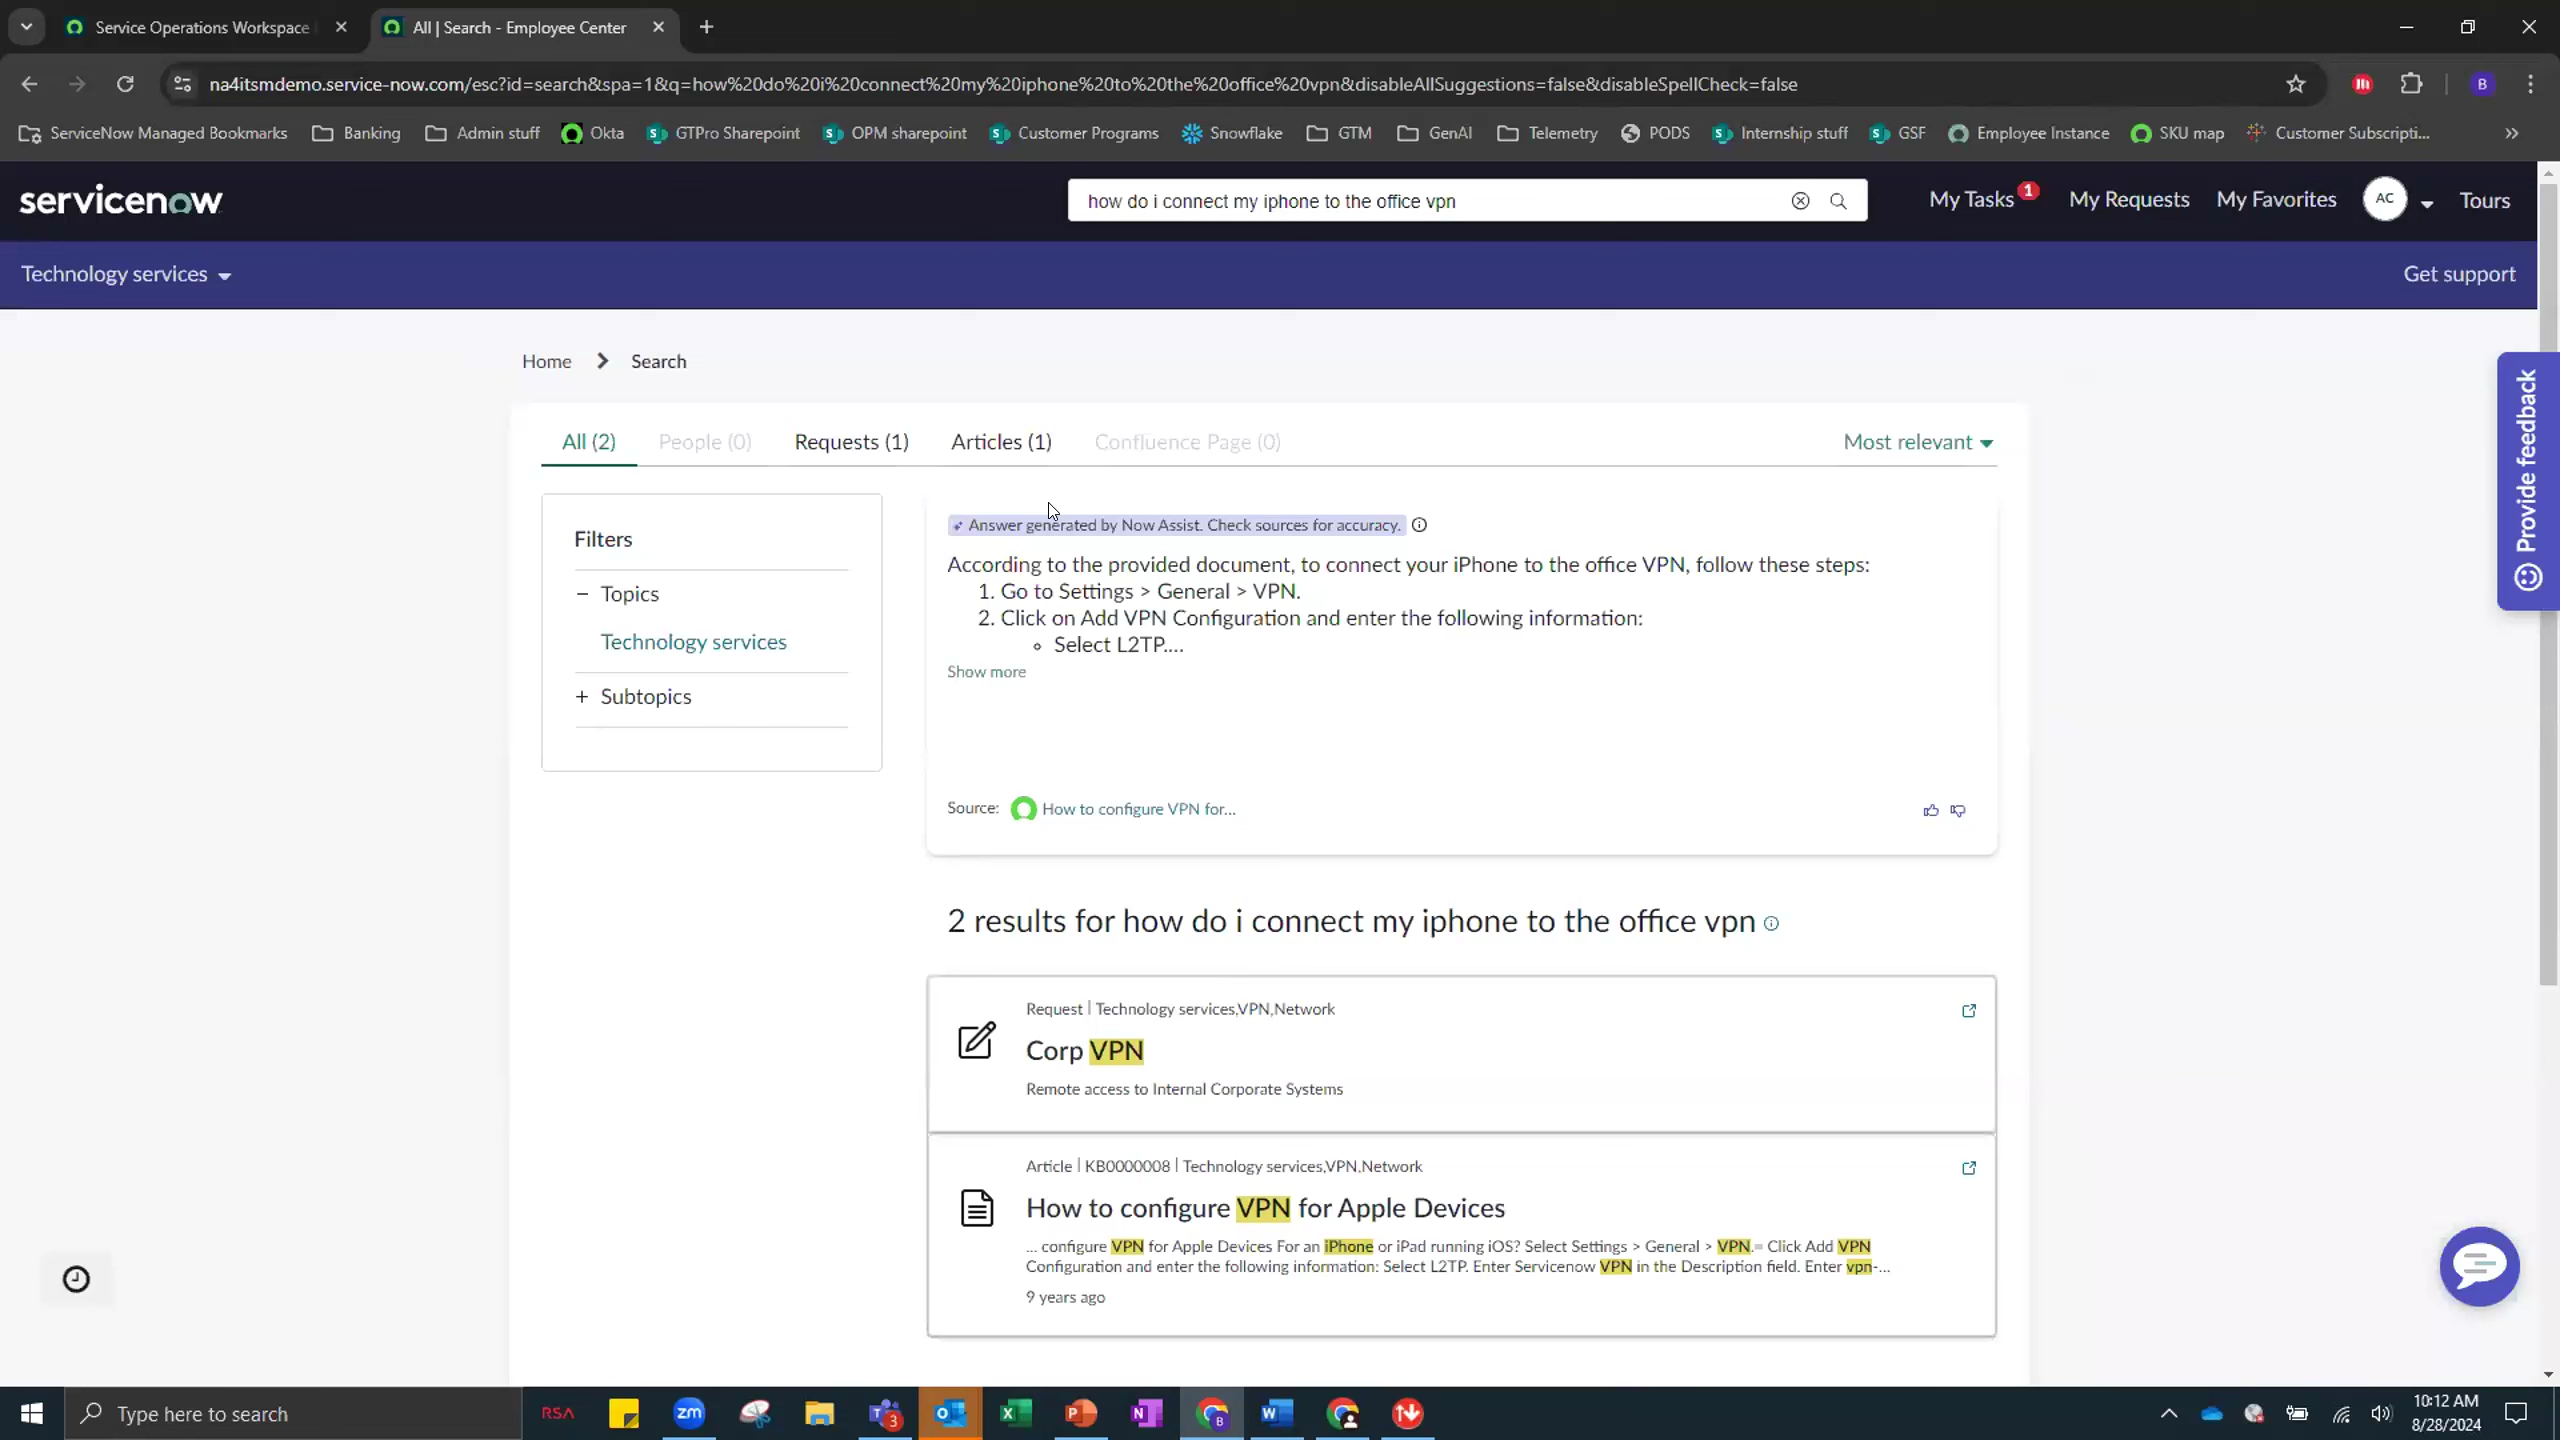 Service Operations Workspace
All | Search - Employee Center
na4itsmdemo.service-now.com/esc?id=search&spa=1&q=how%20do%20i%20connect%20my%20iphone%20to%20the%20office%20vpn&disableAllSuggestions=false&disableSpellCheck=false
B
ServiceNow Managed Bookmarks
Banking
Admin stuff
Okta
GTPro Sharepoint
OPM sharepoint
Customer Programs
Snowflake
GTM
GenAI
Telemetry
PODS
Internship stuff
GSF
Employee Instance
SKU map
Customer Subscripti...
servicenow
how do i connect my iphone to the office vpn
My Tasks 1
My Requests
My Favorites
AC
Tours
Technology services
Get support
Home > Search
Provide feedback
All (2)
People (0)
Requests (1)
Articles (1)
Confluence Page (0)
Most relevant
Filters
− Topics
Technology services
+ Subtopics
Answer generated by Now Assist. Check sources for accuracy.
According to the provided document, to connect your iPhone to the office VPN, follow these steps:
1. Go to Settings > General > VPN.
2. Click on Add VPN Configuration and enter the following information:
◦ Select L2TP....
Show more
Source: How to configure VPN for...
2 results for how do i connect my iphone to the office vpn
Request | Technology services,VPN,Network
Corp VPN
Remote access to Internal Corporate Systems
Article | KB0000008 | Technology services,VPN,Network
How to configure VPN for Apple Devices
... configure VPN for Apple Devices For an iPhone or iPad running iOS? Select Settings > General > VPN.= Click Add VPN
Configuration and enter the following information: Select L2TP. Enter Servicenow VPN in the Description field. Enter vpn-...
9 years ago
Type here to search
RSA
zm
3
B
10:12 AM
8/28/2024